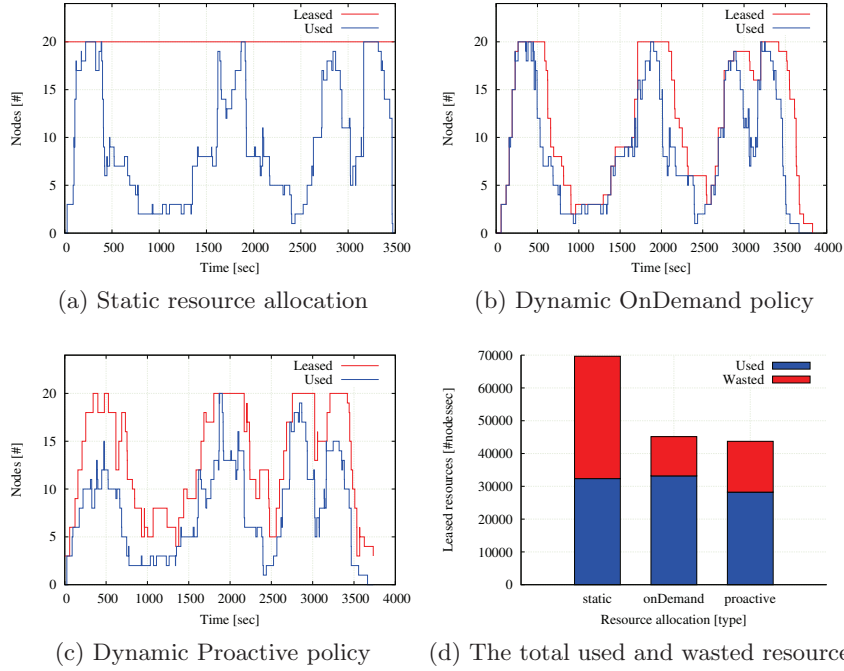 Leased
Used
Nodes [#]
20
15
10
5
0
0 500 1000 1500 2000 2500 3000 3500
Time [sec]
(a) Static resource allocation
Leased
Used
Nodes [#]
20
15
10
5
0
0 500 1000 1500 2000 2500 3000 3500 4000
Time [sec]
(b) Dynamic OnDemand policy
Leased
Used
Nodes [#]
20
15
10
5
0
0 500 1000 1500 2000 2500 3000 3500 4000
Time [sec]
(c) Dynamic Proactive policy
Used
Wasted
Leased resources [#nodessec]
70000
60000
50000
40000
30000
20000
10000
0
static onDemand proactive
Resource allocation [type]
(d) The total used and wasted resource